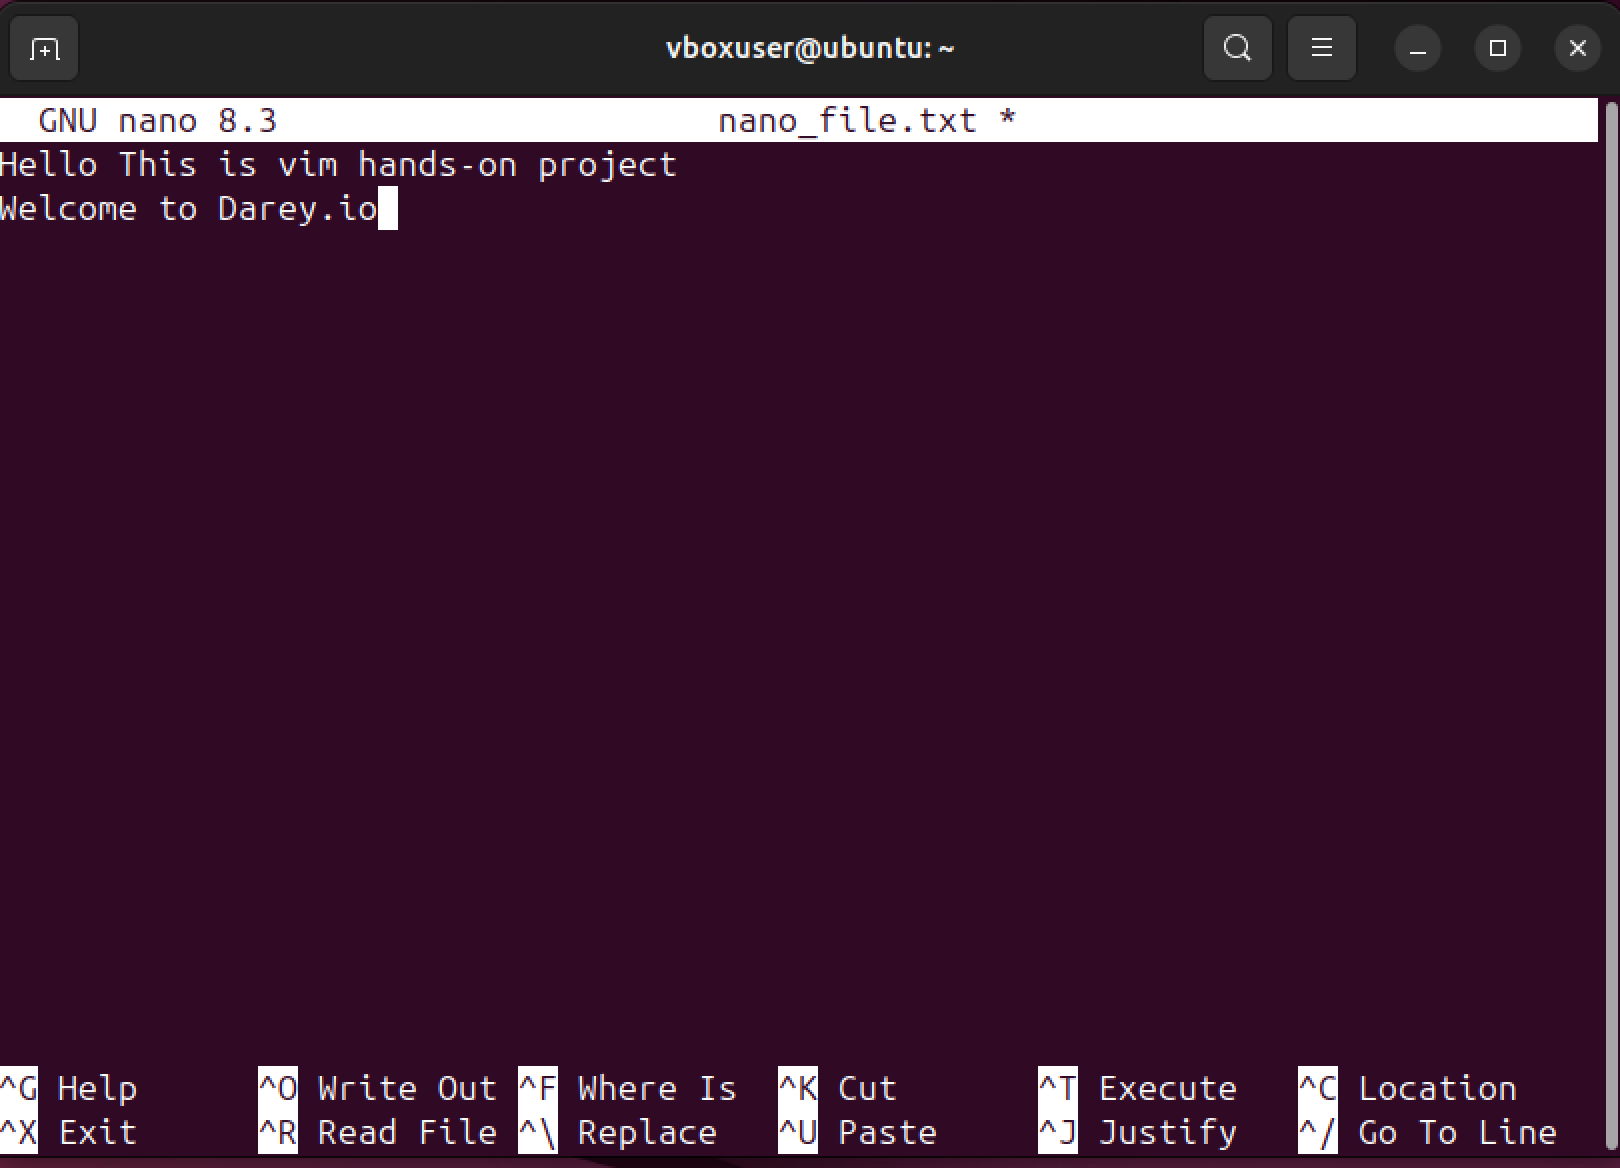 vboxuser@ubuntu: ~
GNU nano 8.3 nano_file.txt *
Hello This is vim hands-on project
Welcome to Darey.io
^G Help ^O Write Out ^F Where Is ^K Cut ^T Execute ^C Location
^X Exit ^R Read File ^\ Replace ^U Paste ^J Justify ^/ Go To Line